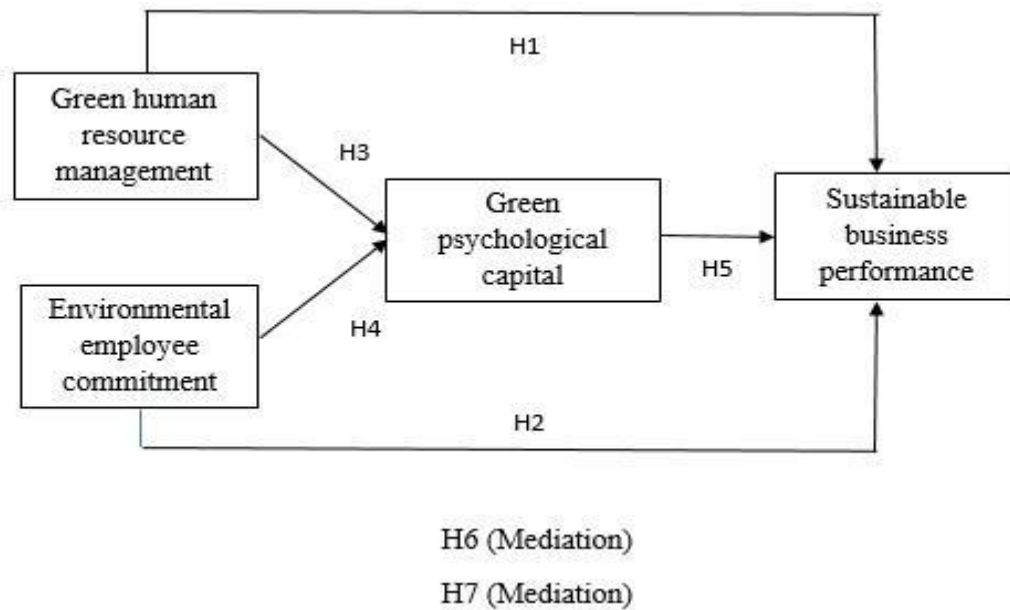 H1
Green human
resource
management
H3
Green
psychological
capital
Sustainable
business
performance
H5
Environmental
employee
commitment
H4
H2
H6 (Mediation)
H7 (Mediation)